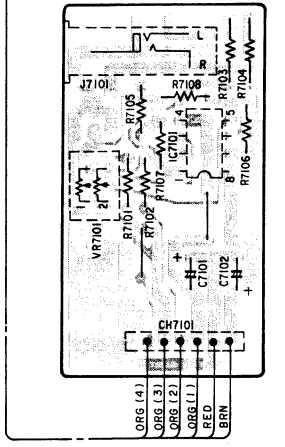 L
R
J7101
R7103
R7104
R7108
R7105
4
5
IC7101
R7107
R7106
1
8
1
2
VR7101
R7101
R7102
+
C7101
C7102
+
CH7101
ORG (4)
ORG (3)
ORG (2)
ORG (1)
RED
BRN